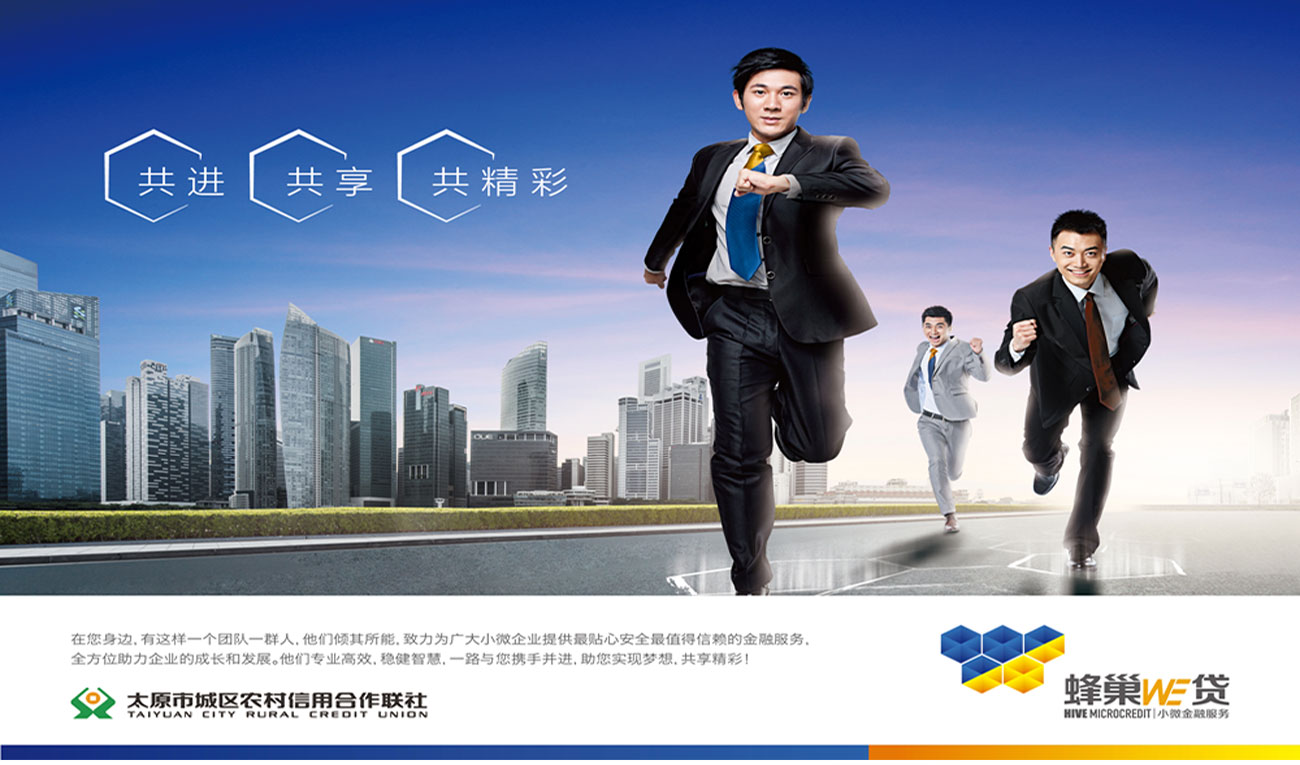 共进 共享 共精彩
在您身边,有这样一个团队一群人,他们倾其所能,致力为广大小微企业提供最贴心安全最值得信赖的金融服务,
全方位助力企业的成长和发展。他们专业高效,稳健智慧,一路与您携手并进,助您实现梦想,共享精彩!
太原市城区农村信用合作联社
TAIYUAN CITY RURAL CREDIT UNION
蜂巢WE贷
HIVE MICROCREDIT|小微金融服务